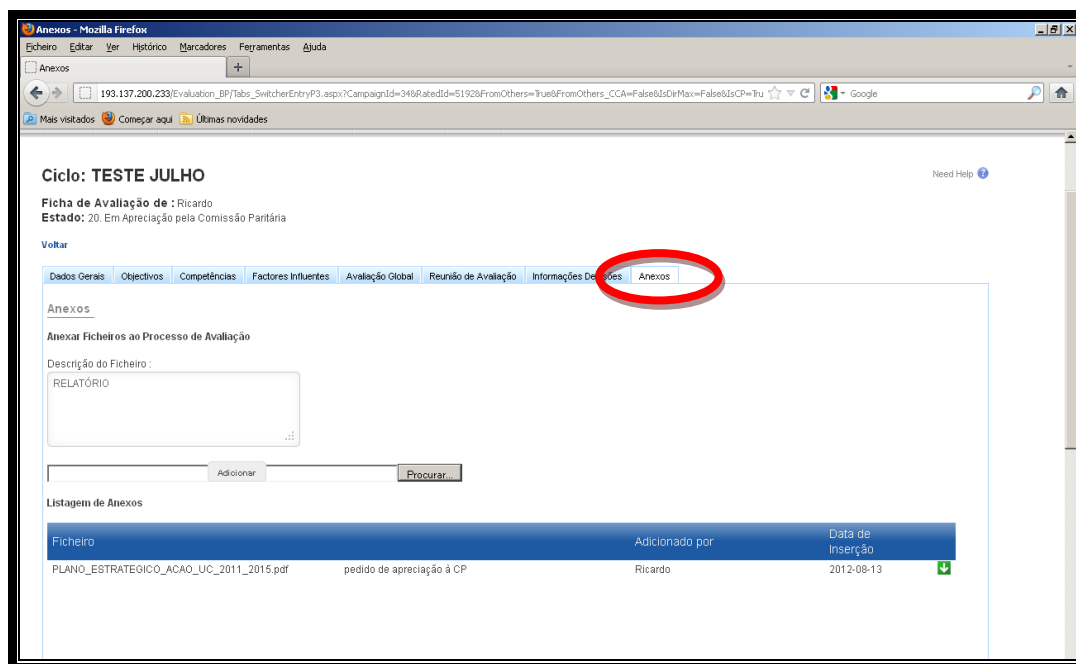 Anexos - Mozilla Firefox
Ficheiro Editar Ver Histórico Marcadores Ferramentas Ajuda
Anexos +
193.137.200.233/Evaluation_BP/Tabs_SwitcherEntryP3.aspx?CampaignId=34&RatedId=5192&FromOthers=True&FromOthers_CCA=False&IsDirMax=False&IsCP=Tru Google
Mais visitados Começar aqui Últimas novidades
Ciclo: TESTE JULHO
Need Help ?
Ficha de Avaliação de : Ricardo
Estado: 20. Em Apreciação pela Comissão Paritária
Voltar
Dados Gerais Objectivos Competências Factores Influentes Avaliação Global Reunião de Avaliação Informações Anexos
Anexos
Anexar Ficheiros ao Processo de Avaliação
Descrição do Ficheiro :
RELATÓRIO
Adicionar Procurar...
Listagem de Anexos
Ficheiro Adicionado por Data de Inserção
PLANO_ESTRATEGICO_ACAO_UC_2011_2015.pdf pedido de apreciação à CP Ricardo 2012-08-13